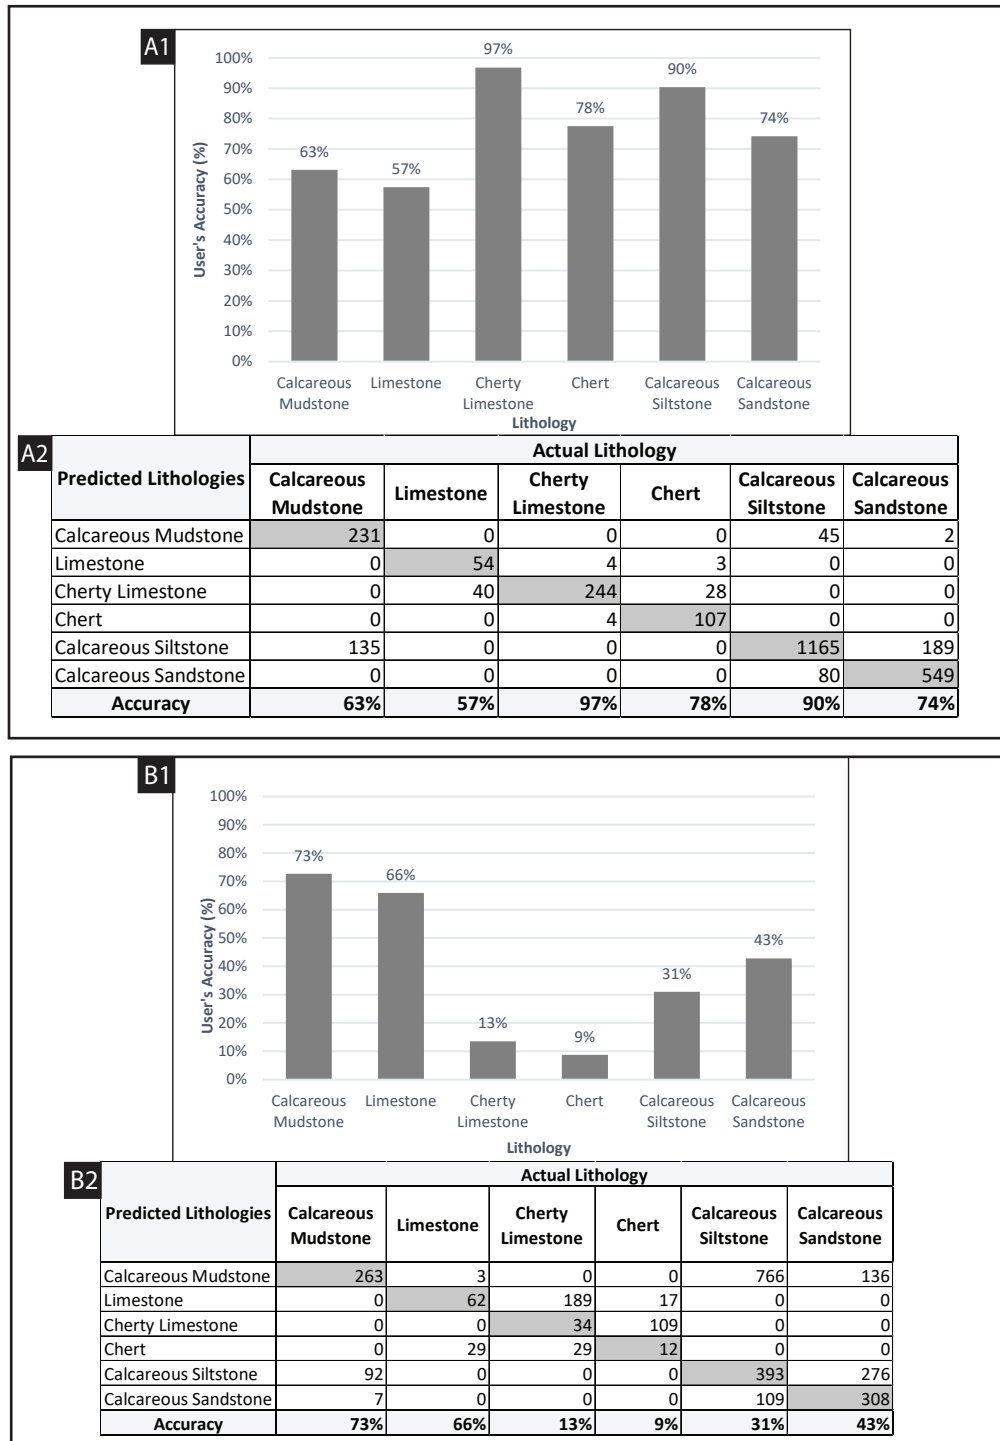 A1
97%
100%
90%
90%
78%
80%
74%
70%
63%
57%
60%
50%
40%
30%
20%
10%
0%
User's Accuracy (%)
Calcareous Mudstone
Limestone
Cherty Limestone
Chert
Calcareous Siltstone
Calcareous Sandstone
Lithology
A2
Predicted Lithologies
Actual Lithology
Calcareous Mudstone
Limestone
Cherty Limestone
Chert
Calcareous Siltstone
Calcareous Sandstone
Calcareous Mudstone 231 0 0 0 45 2
Limestone 0 54 4 3 0 0
Cherty Limestone 0 40 244 28 0 0
Chert 0 0 4 107 0 0
Calcareous Siltstone 135 0 0 0 1165 189
Calcareous Sandstone 0 0 0 0 80 549
Accuracy 63% 57% 97% 78% 90% 74%
B1
100%
90%
80%
73%
70%
66%
60%
50%
43%
40%
31%
30%
20%
13%
10%
9%
0%
User's Accuracy (%)
Calcareous Mudstone
Limestone
Cherty Limestone
Chert
Calcareous Siltstone
Calcareous Sandstone
Lithology
B2
Predicted Lithologies
Actual Lithology
Calcareous Mudstone
Limestone
Cherty Limestone
Chert
Calcareous Siltstone
Calcareous Sandstone
Calcareous Mudstone 263 3 0 0 766 136
Limestone 0 62 189 17 0 0
Cherty Limestone 0 0 34 109 0 0
Chert 0 29 29 12 0 0
Calcareous Siltstone 92 0 0 0 393 276
Calcareous Sandstone 7 0 0 0 109 308
Accuracy 73% 66% 13% 9% 31% 43%